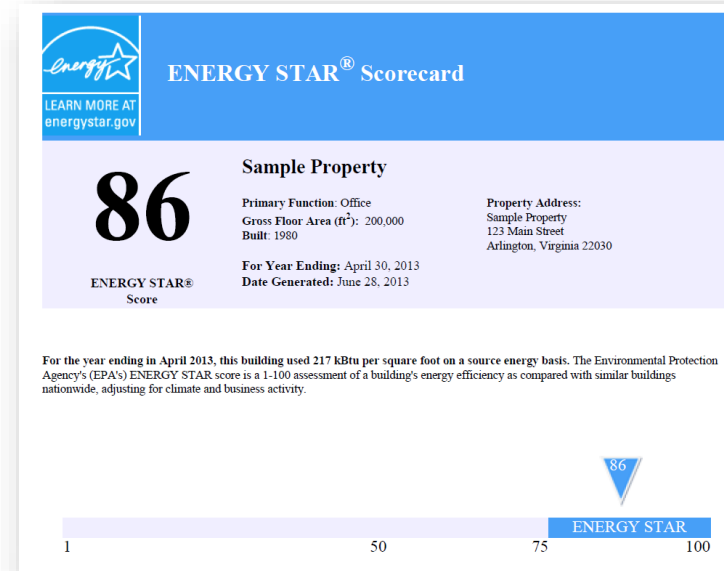 energy
LEARN MORE AT
energystar.gov
ENERGY STAR® Scorecard
86
ENERGY STAR®
Score
Sample Property
Primary Function: Office
Gross Floor Area (ft²): 200,000
Built: 1980
For Year Ending: April 30, 2013
Date Generated: June 28, 2013
Property Address:
Sample Property
123 Main Street
Arlington, Virginia 22030
For the year ending in April 2013, this building used 217 kBtu per square foot on a source energy basis. The Environmental Protection
Agency's (EPA's) ENERGY STAR score is a 1-100 assessment of a building's energy efficiency as compared with similar buildings
nationwide, adjusting for climate and business activity.
86
ENERGY STAR
1 50 75 100